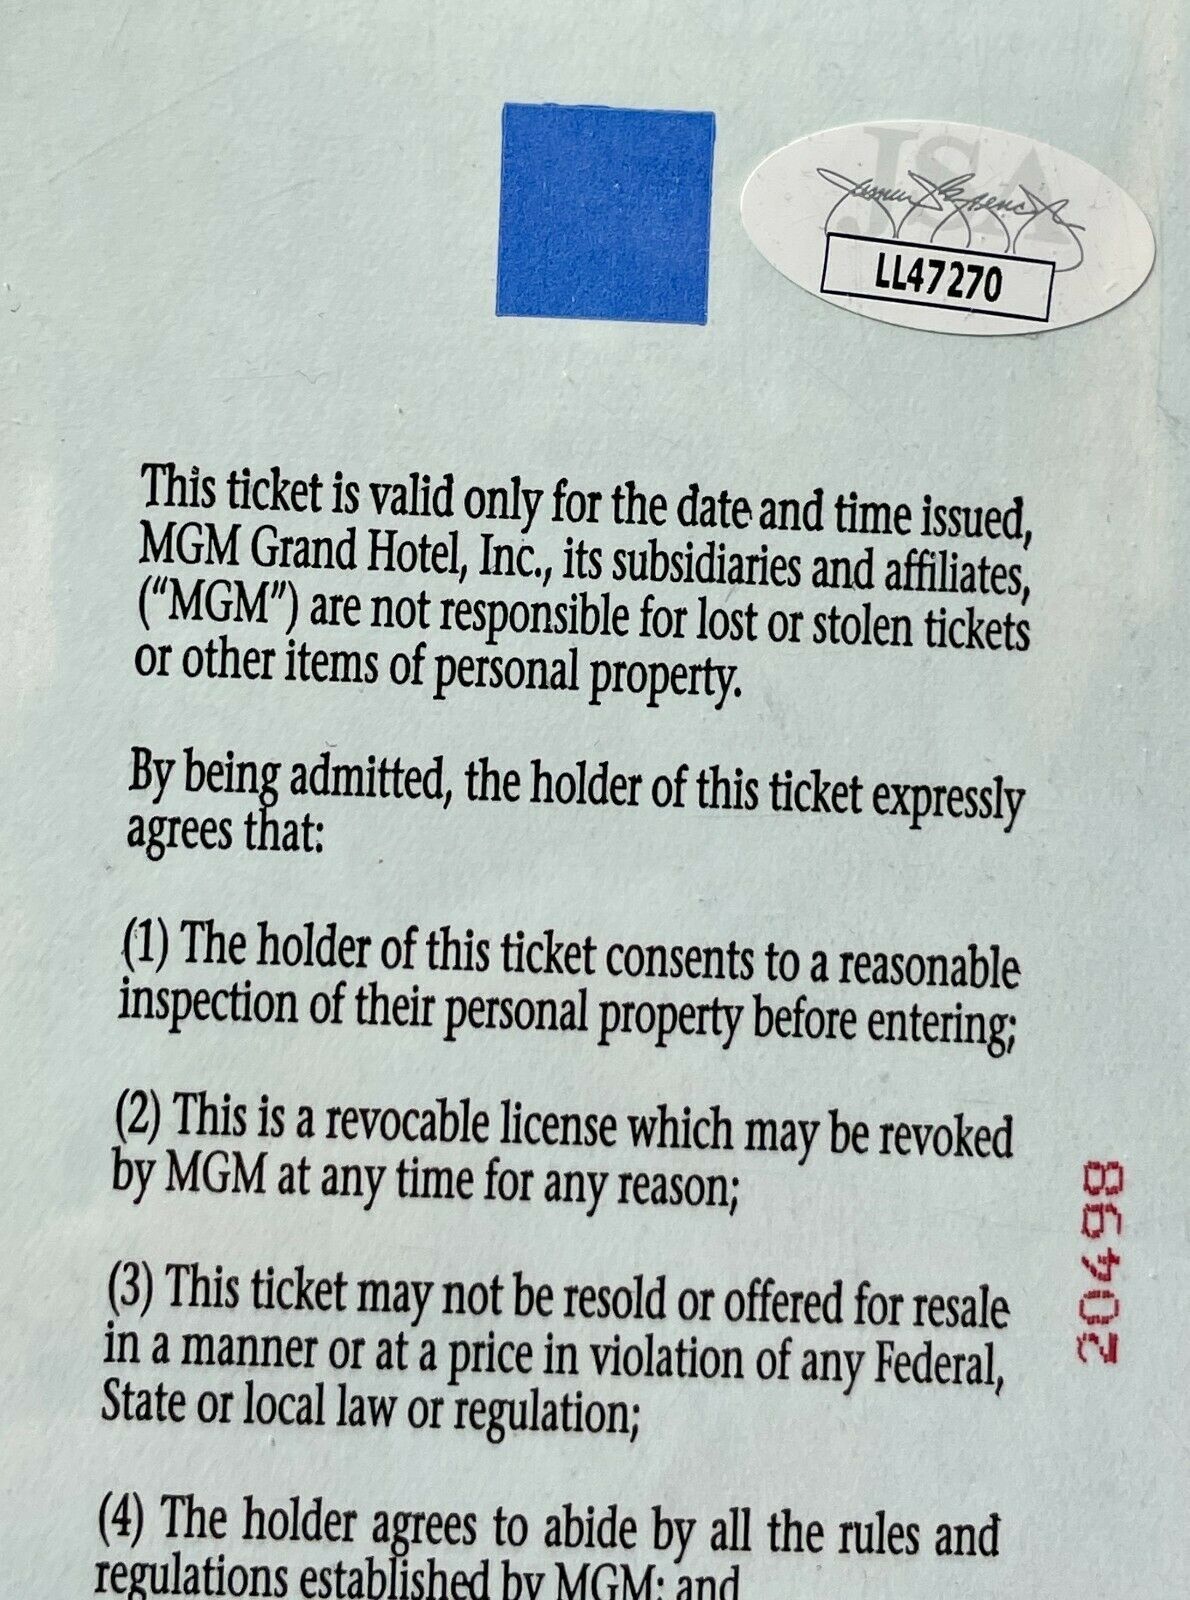 JSA
LL47270
This ticket is valid only for the date and time issued,
MGM Grand Hotel, Inc., its subsidiaries and affiliates,
("MGM") are not responsible for lost or stolen tickets
or other items of personal property.
By being admitted, the holder of this ticket expressly
agrees that:
(1) The holder of this ticket consents to a reasonable
inspection of their personal property before entering;
(2) This is a revocable license which may be revoked
by MGM at any time for any reason;
(3) This ticket may not be resold or offered for resale
in a manner or at a price in violation of any Federal,
State or local law or regulation;
(4) The holder agrees to abide by all the rules and
regulations established by MGM; and
20498